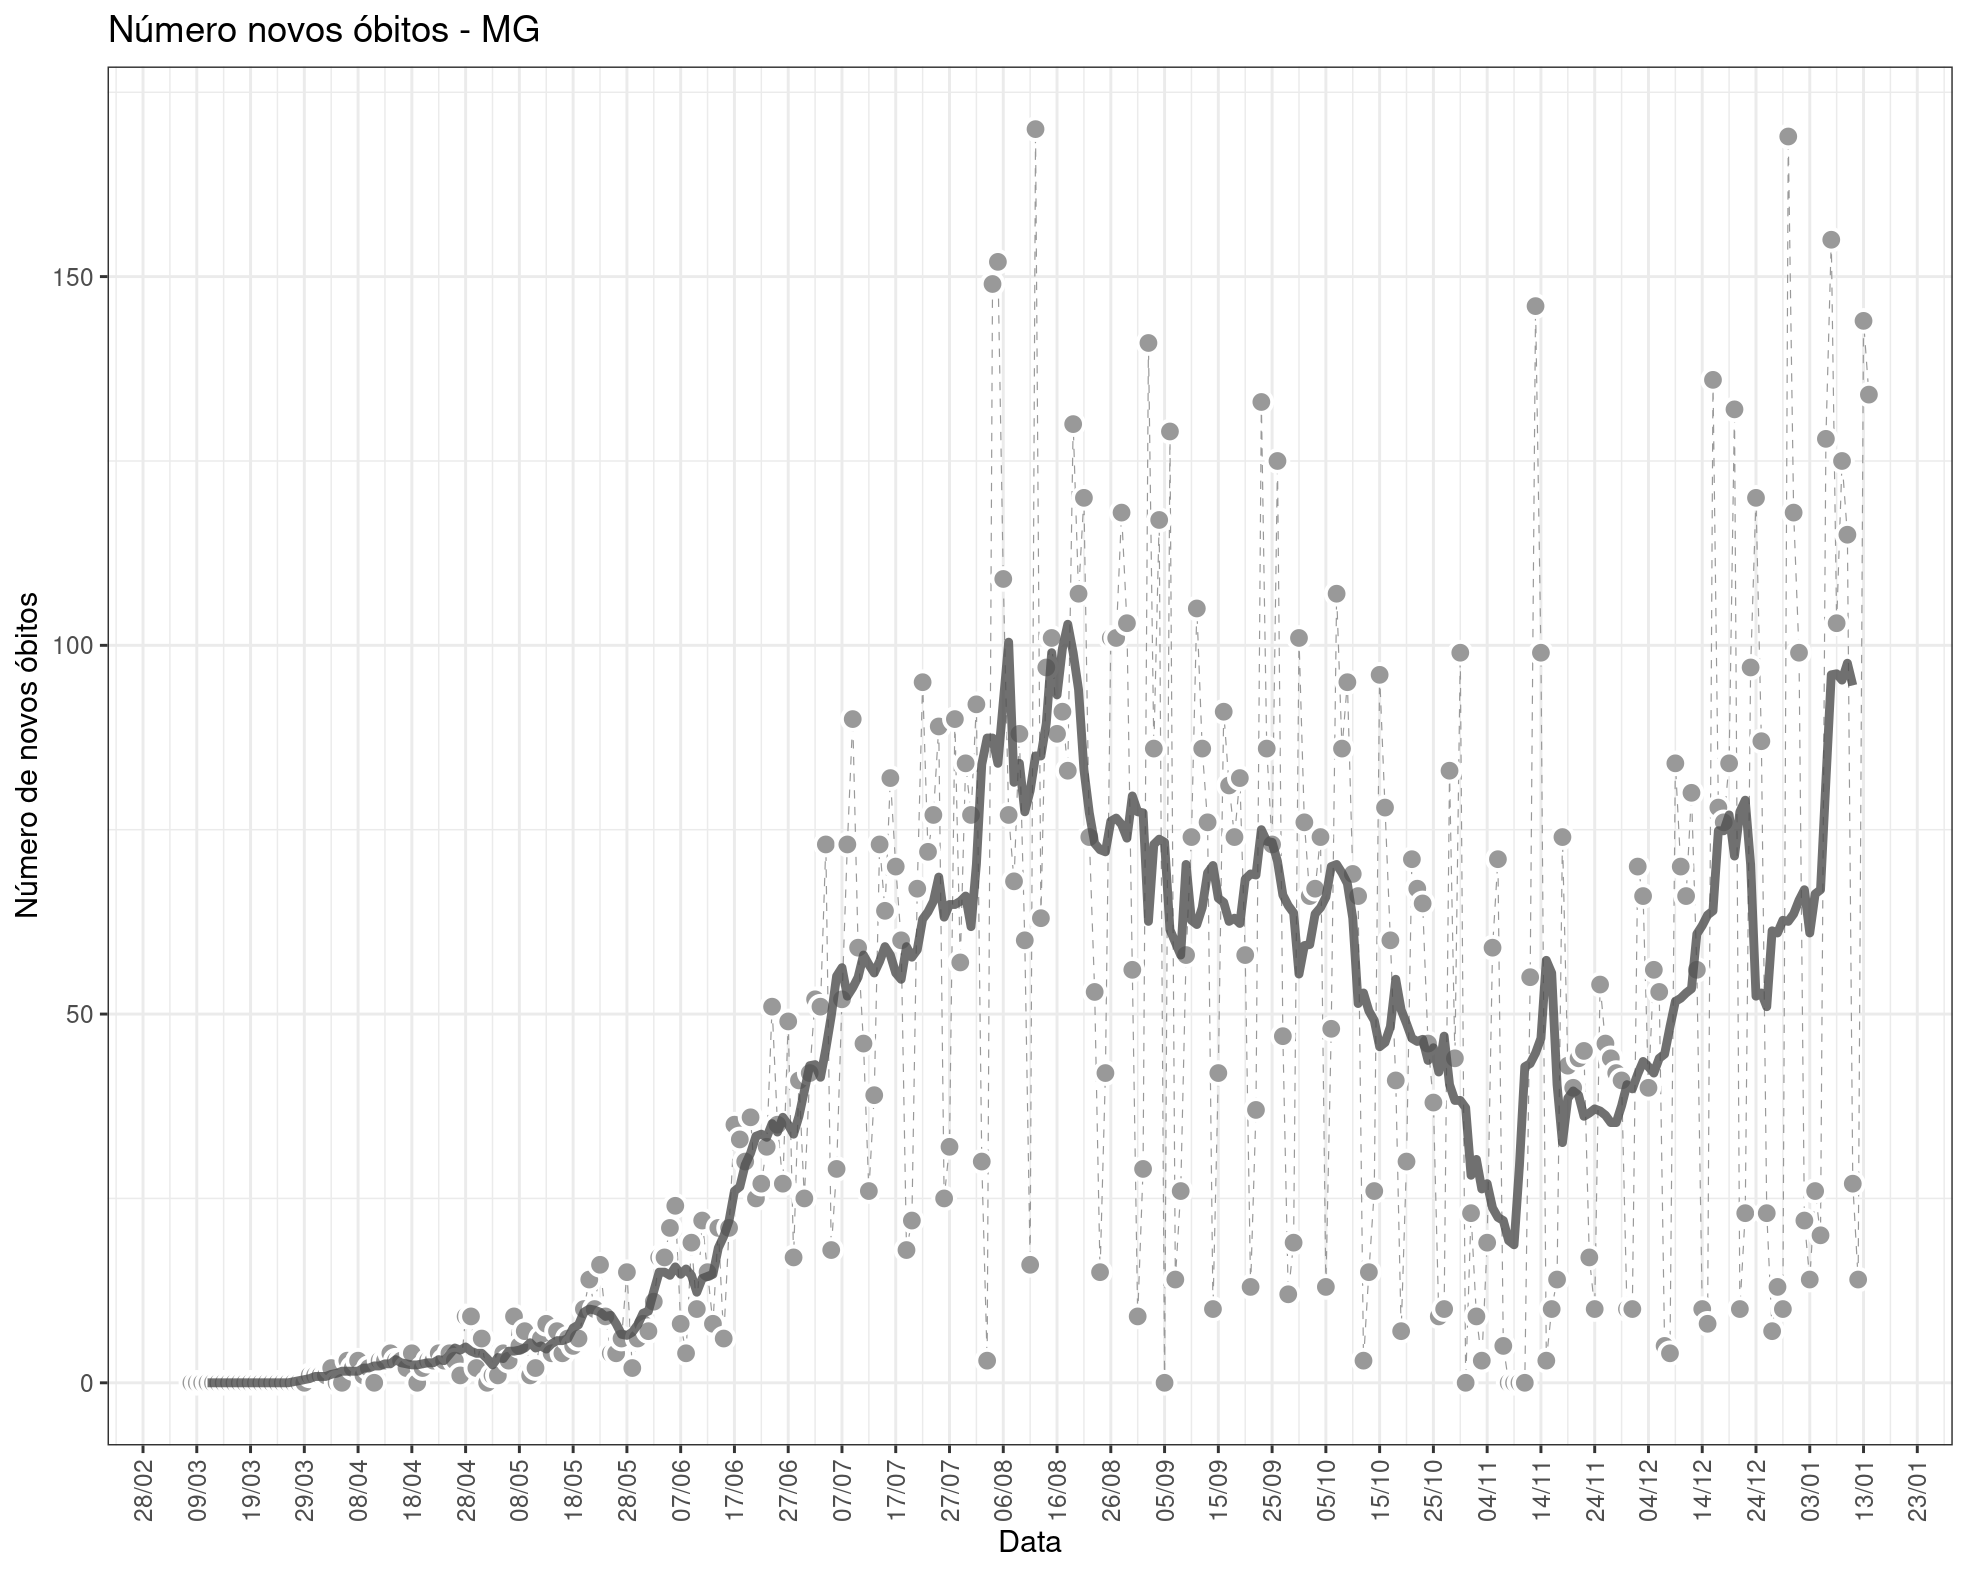 Número novos óbitos - MG
Número de novos óbitos
150
100
50
0
28/02 09/03 19/03 29/03 08/04 18/04 28/04 08/05 18/05 28/05 07/06 17/06 27/06 07/07 17/07 27/07 06/08 16/08 26/08 05/09 15/09 25/09 05/10 15/10 25/10 04/11 14/11 24/11 04/12 14/12 24/12 03/01 13/01 23/01
Data